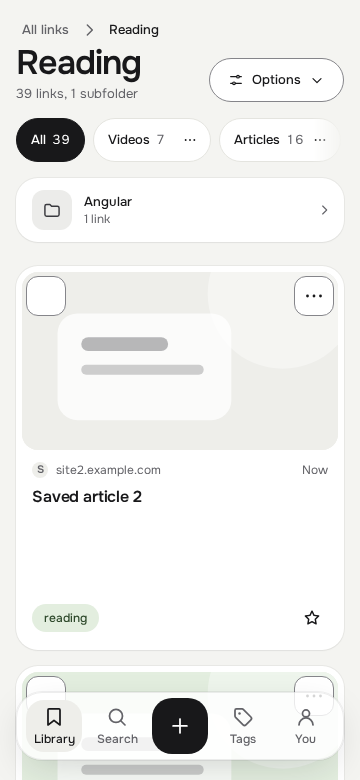 All links > Reading
Reading
39 links, 1 subfolder
Options
All 39
Videos 7 ...
Articles 16 ...
Angular
1 link
S site2.example.com
Now
Saved article 2
reading
Library
Search
Tags
You